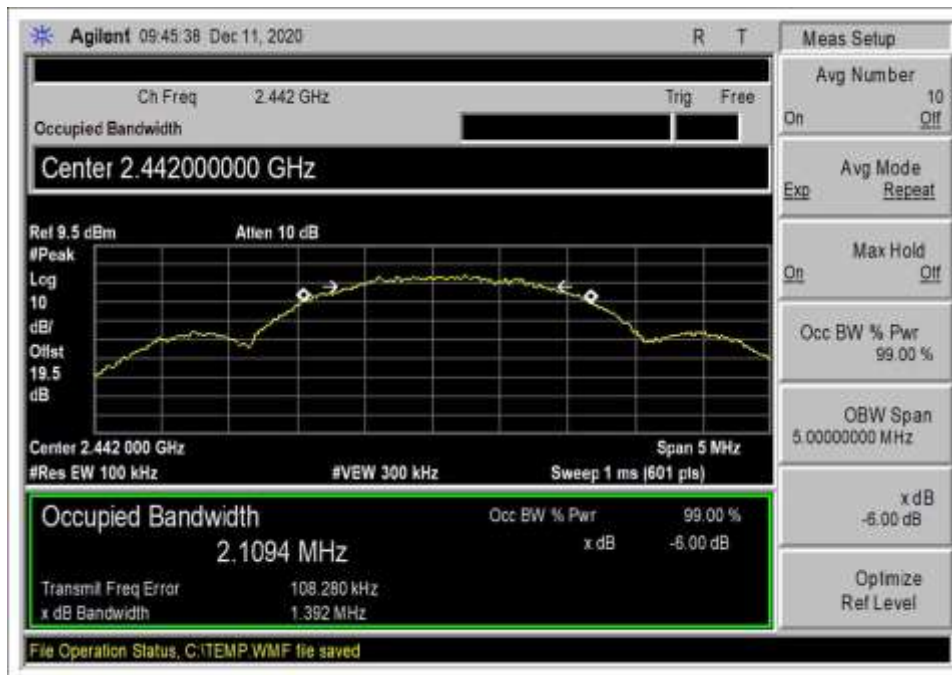 Agilent 09:45:38 Dec 11, 2020 R T
Ch Freq 2.442 GHz Trig Free
Occupied Bandwidth
Center 2.442000000 GHz
Ref 9.5 dBm Atten 10 dB
#Peak
Log
10
dB/
Offst
19.5
dB
Center 2.442 000 GHz Span 5 MHz
#Res BW 100 kHz #VBW 300 kHz Sweep 1 ms (601 pts)
Occupied Bandwidth Occ BW % Pwr 99.00 %
2.1094 MHz x dB -6.00 dB
Transmit Freq Error 108.280 kHz
x dB Bandwidth 1.392 MHz
File Operation Status, C:\TEMP.WMF file saved
Meas Setup
Avg Number
10
On Off
Avg Mode
Exp Repeat
Max Hold
On Off
Occ BW % Pwr
99.00 %
OBW Span
5.00000000 MHz
x dB
-6.00 dB
Optimize
Ref Level